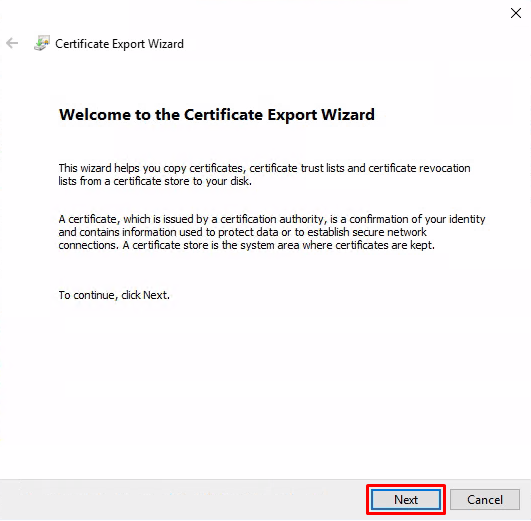 Certificate Export Wizard
Welcome to the Certificate Export Wizard
This wizard helps you copy certificates, certificate trust lists and certificate revocation
lists from a certificate store to your disk.
A certificate, which is issued by a certification authority, is a confirmation of your identity
and contains information used to protect data or to establish secure network
connections. A certificate store is the system area where certificates are kept.
To continue, click Next.
Next
Cancel